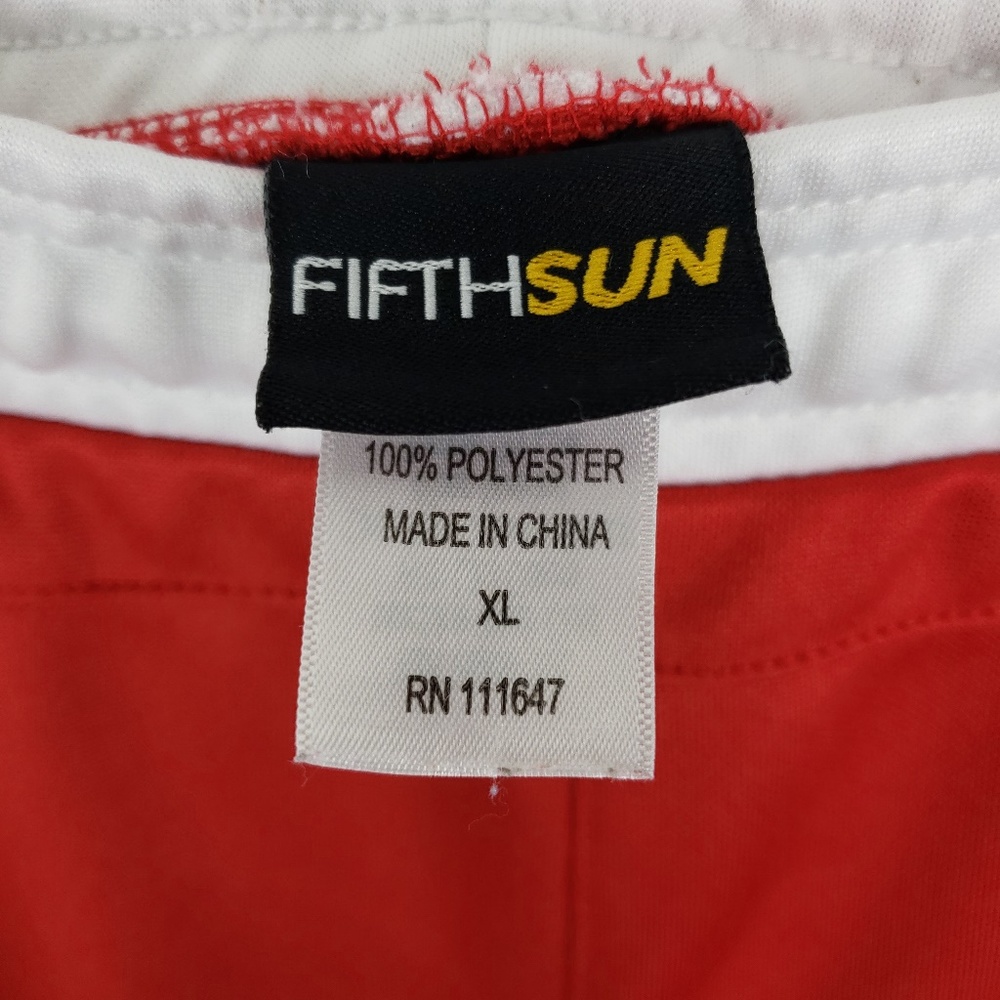 FIFTHSUN
100% POLYESTER
MADE IN CHINA
XL
RN 111647